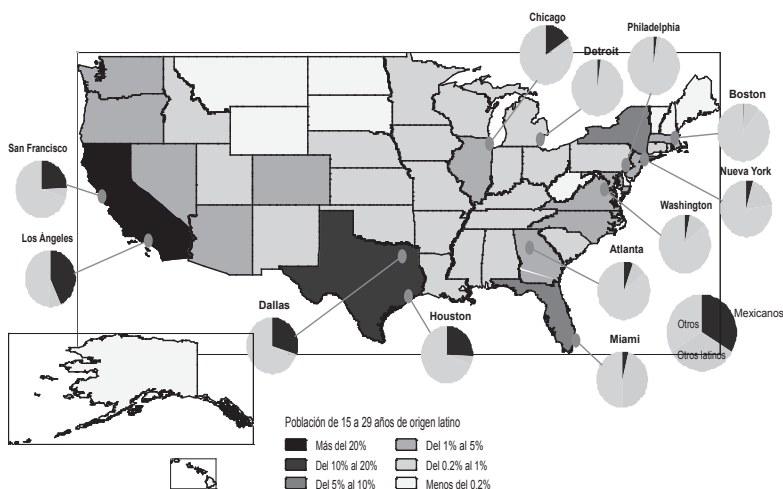 Chicago
Detroit
Philadelphia
Boston
San Francisco
Nueva York
Washington
Los Ángeles
Atlanta
Dallas
Houston
Miami
Mexicanos
Otros
Otros latinos
Población de 15 a 29 años de origen latino
Más del 20%
Del 1% al 5%
Del 10% al 20%
Del 0.2% al 1%
Del 5% al 10%
Menos del 0.2%